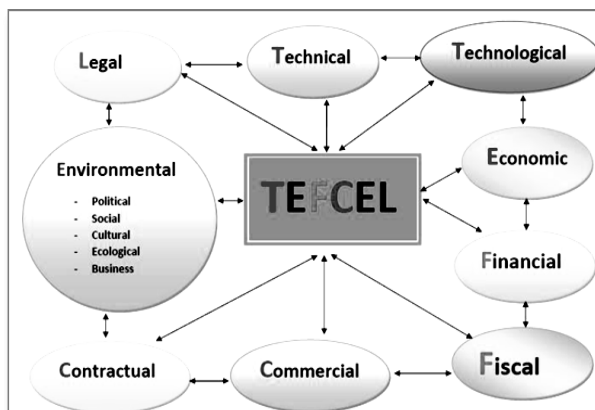 Legal
Technical
Technological
Environmental
- Political
- Social
- Cultural
- Ecological
- Business
TEFCEL
Economic
Financial
Contractual
Commercial
Fiscal